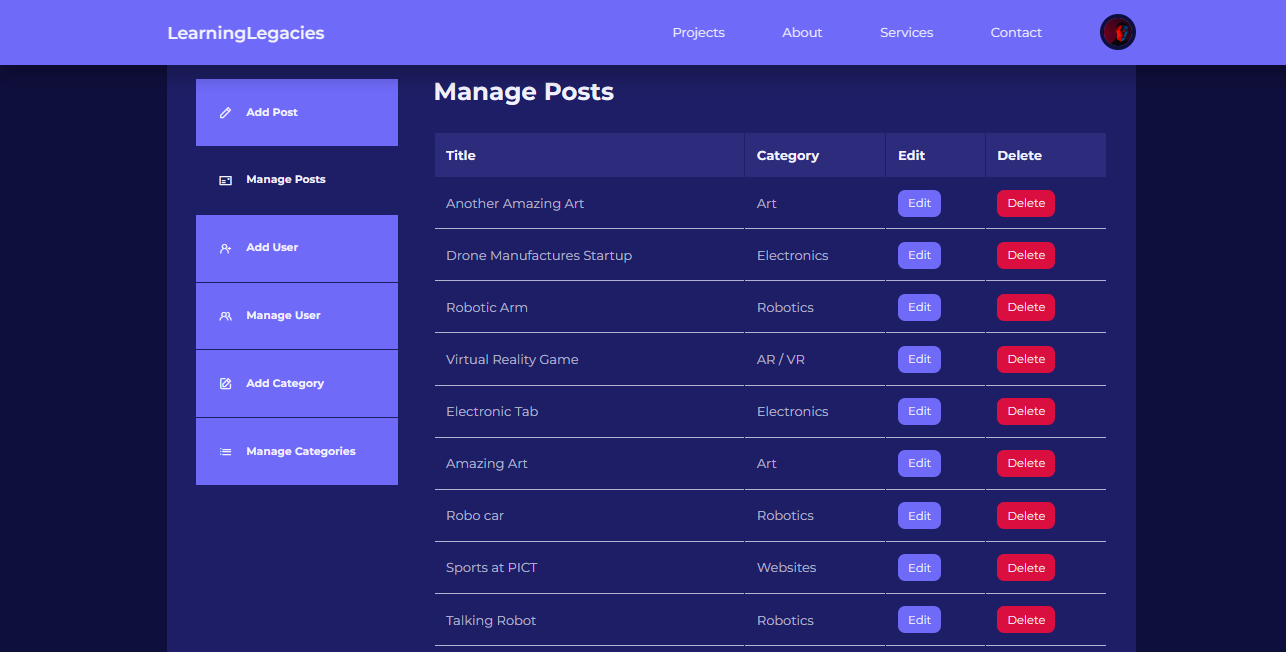 LearningLegacies Projects About Services Contact
Add Post
Manage Posts
Add User
Manage User
Add Category
Manage Categories
Manage Posts
Title Category Edit Delete
Another Amazing Art Art Edit Delete
Drone Manufactures Startup Electronics Edit Delete
Robotic Arm Robotics Edit Delete
Virtual Reality Game AR / VR Edit Delete
Electronic Tab Electronics Edit Delete
Amazing Art Art Edit Delete
Robo car Robotics Edit Delete
Sports at PICT Websites Edit Delete
Talking Robot Robotics Edit Delete